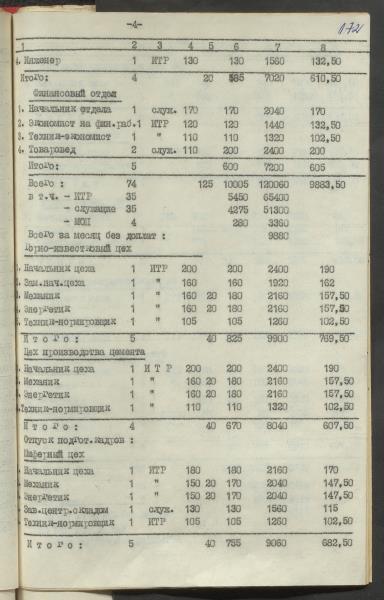 -4-
172
1 2 3 4 5 6 7 8
4. Инженер 1 ИТР 130 130 1560 132,50
Итого: 4 20 585 7020 610,50
Финансовый отдел
1. Начальник отдела 1 служ. 170 170 2040 170
2. Экономист на фин.раб.1 ИТР 120 120 1440 132,50
3. Техник-экономист 1 " 110 110 1320 102,50
4. Товаровед 2 служ. 110 200 2400 200
Итого: 5 600 7200 605
Всего : 74 125 10005 120060 9883,50
в т.ч. - ИТР 35 5450 65400
- служащие 35 4275 51300
- МОП 4 280 3360
Всего за месяц без доплат : 9880
Горно-известковый цех
1. Начальник цеха 1 ИТР 200 200 2400 190
2. Зам.нач.цеха 1 " 160 160 1920 162
3. Механик 1 " 160 20 180 2160 157,50
4. Энергетик 1 " 160 20 180 2160 157,50
5. Техник-нормировщик 1 " 105 105 1260 102,50
Итого: 5 40 825 9900 769,50
Цех производства цемента
1. Начальник цеха 1 ИТР 200 200 2400 190
2. Механик 1 " 160 20 180 2160 157,50
3. Энергетик 1 " 160 20 180 2160 157,50
4. Техник-нормировщик 1 " 110 110 1320 102,50
Итого: 4 40 670 8040 607,50
Отпуск подгот.кадров :
Шиферный цех
1. Начальник цеха 1 ИТР 180 180 2160 170
2. Механик 1 " 150 20 170 2040 147,50
3. Энергетик 1 " 150 20 170 2040 147,50
4. Зав.центр.складом 1 служ. 130 130 1560 115
5. Техник-нормировщик 1 ИТР 105 105 1260 102,50
Итого: 5 40 755 9060 682,50